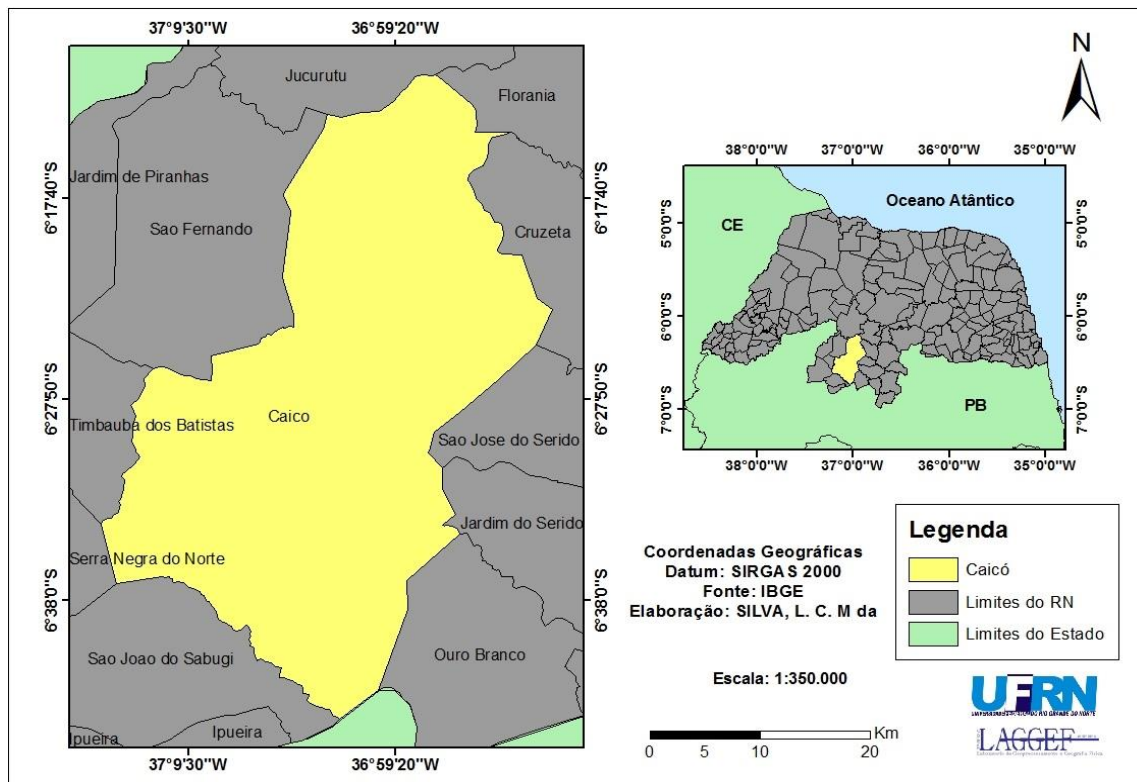 37°9'30"W
36°59'20"W
Jucurutu
Florania
Jardim de Piranhas
Sao Fernando
Cruzeta
Timbauba dos Batistas
Caico
Sao Jose do Serido
Jardim do Serido
Serra Negra do Norte
Sao Joao do Sabugi
Ouro Branco
Ipueira
Ipueira
6°17'40"S
6°27'50"S
6°38'0"S
6°17'40"S
6°27'50"S
6°38'0"S
37°9'30"W
36°59'20"W
N
38°0'0"W
37°0'0"W
36°0'0"W
35°0'0"W
Oceano Atântico
CE
PB
5°0'0"S
6°0'0"S
7°0'0"S
5°0'0"S
6°0'0"S
7°0'0"S
38°0'0"W
37°0'0"W
36°0'0"W
35°0'0"W
Coordenadas Geográficas
Datum: SIRGAS 2000
Fonte: IBGE
Elaboração: SILVA, L. C. M da
Escala: 1:350.000
Km
0 5 10 20
Legenda
Caicó
Limites do RN
Limites do Estado
UFRN
LAGGEF